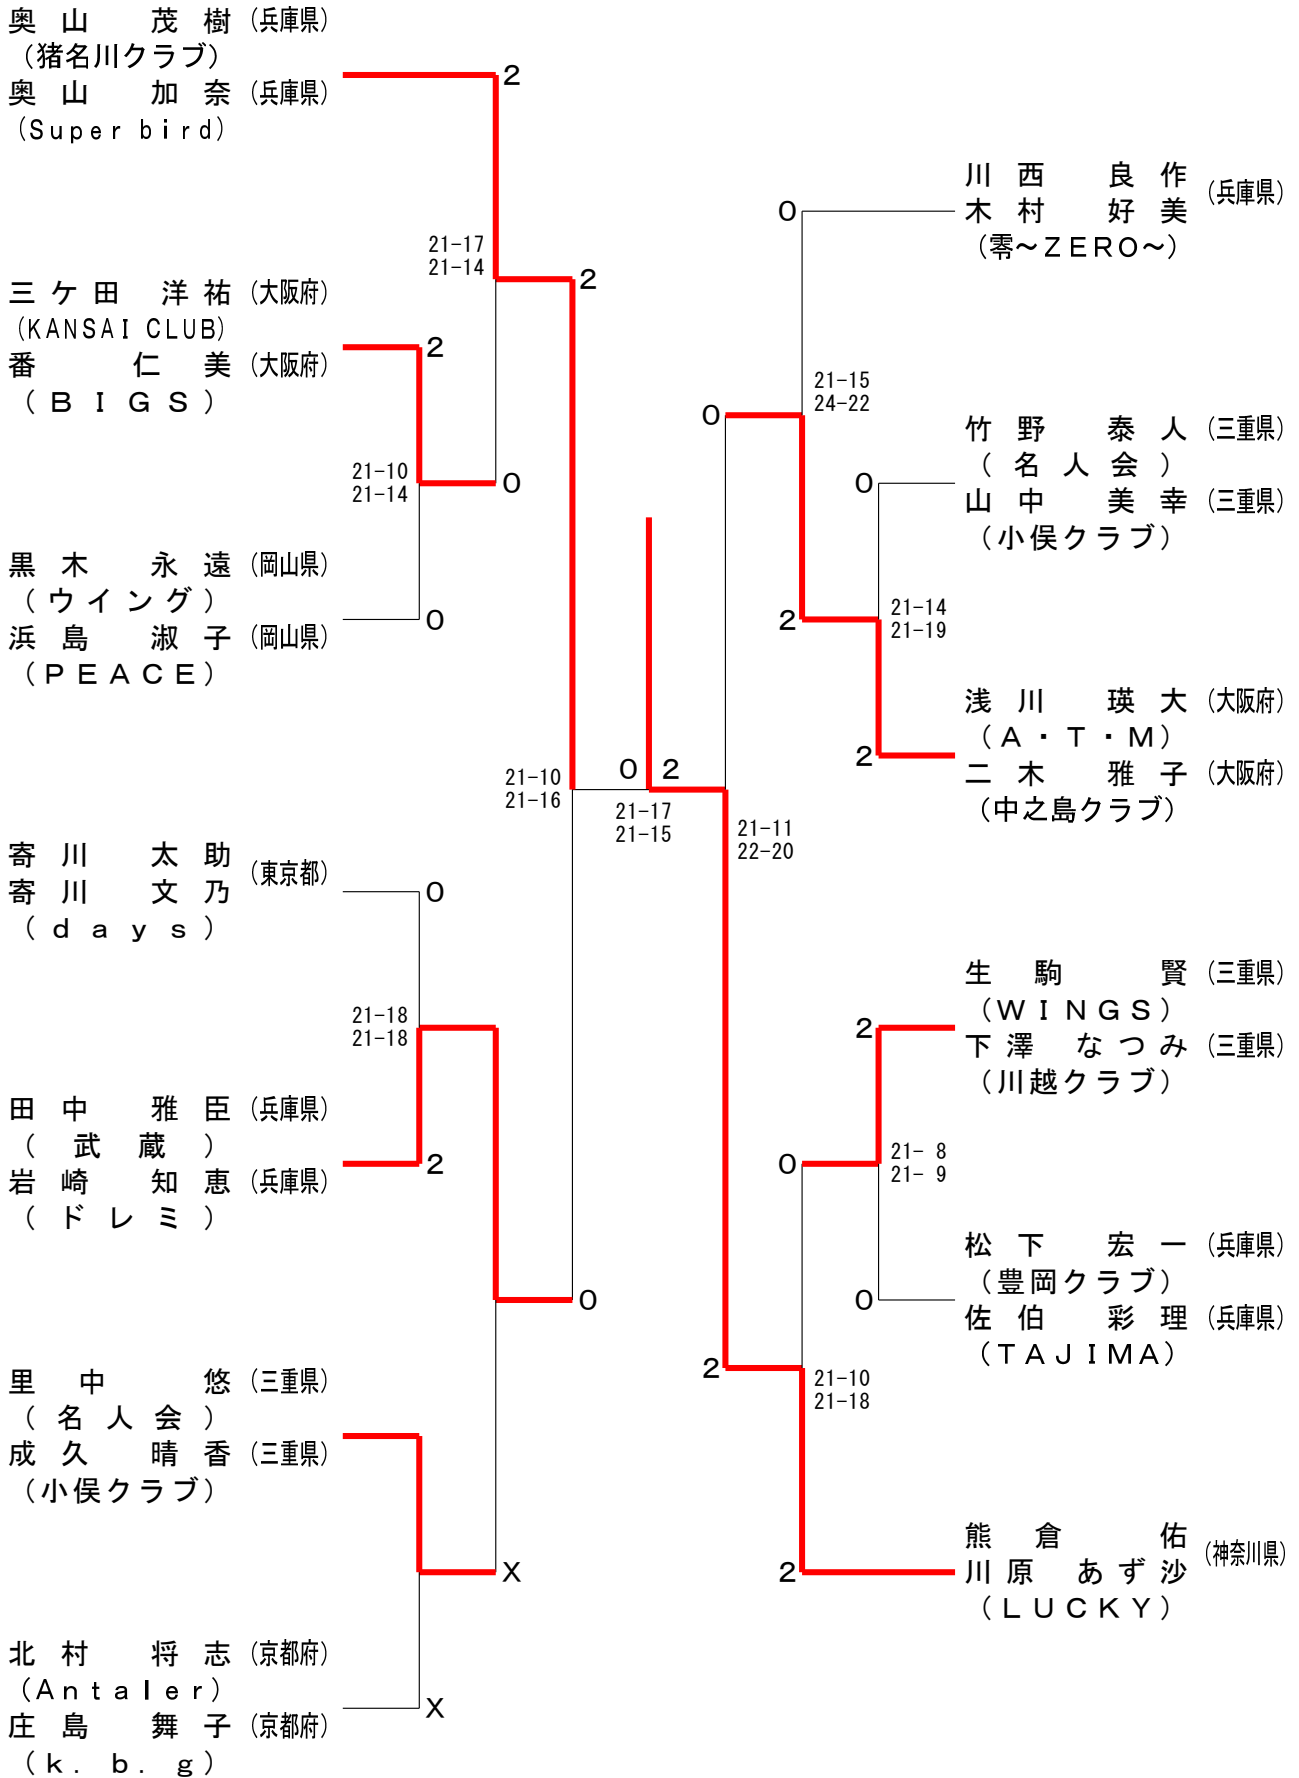 奥山 茂樹 (兵庫県)
(猪名川クラブ)
奥山 加奈 (兵庫県)
(Super bird)
2
21-17
21-14
2
三ケ田 洋祐 (大阪府)
(KANSAI CLUB)
番 仁美 (大阪府)
(BIGS)
2
21-10
21-14
0
黒木 永遠 (岡山県)
(ウイング)
浜島 淑子 (岡山県)
(PEACE)
0
21-10
21-16
寄川 太助
寄川 文乃
(東京都)
(days)
0
21-18
21-18
田中 雅臣 (兵庫県)
(武蔵)
岩崎 知恵 (兵庫県)
(ドレミ)
2
0
里中 悠 (三重県)
(名人会)
成久 晴香 (三重県)
(小俣クラブ)
X
北村 将志 (京都府)
(Antaler)
庄島 舞子 (京都府)
(k.b.g)
X
0 2
21-17
21-15
川西 良作
木村 好美
(兵庫県)
(零~ZERO~)
0
21-15
24-22
0
竹野 泰人 (三重県)
(名人会)
山中 美幸 (三重県)
(小俣クラブ)
0
21-14
21-19
2
浅川 瑛大 (大阪府)
(A・T・M)
二木 雅子 (大阪府)
(中之島クラブ)
2
21-11
22-20
生駒 賢 (三重県)
(WINGS)
下澤 なつみ (三重県)
(川越クラブ)
2
21- 8
21- 9
0
松下 宏一 (兵庫県)
(豊岡クラブ)
佐伯 彩理 (兵庫県)
(TAJIMA)
0
2
21-10
21-18
熊倉 佑
川原 あず沙
(神奈川県)
(LUCKY)
2